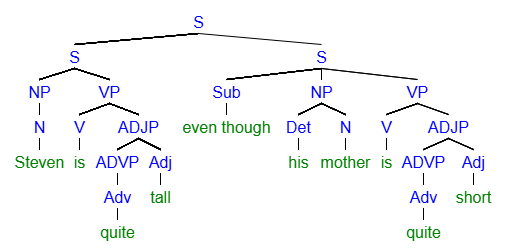 S
S S
NP VP Sub NP VP
N V ADJP even though Det N V ADJP
Steven is ADVP Adj his mother is ADVP Adj
Adv tall Adv short
quite quite